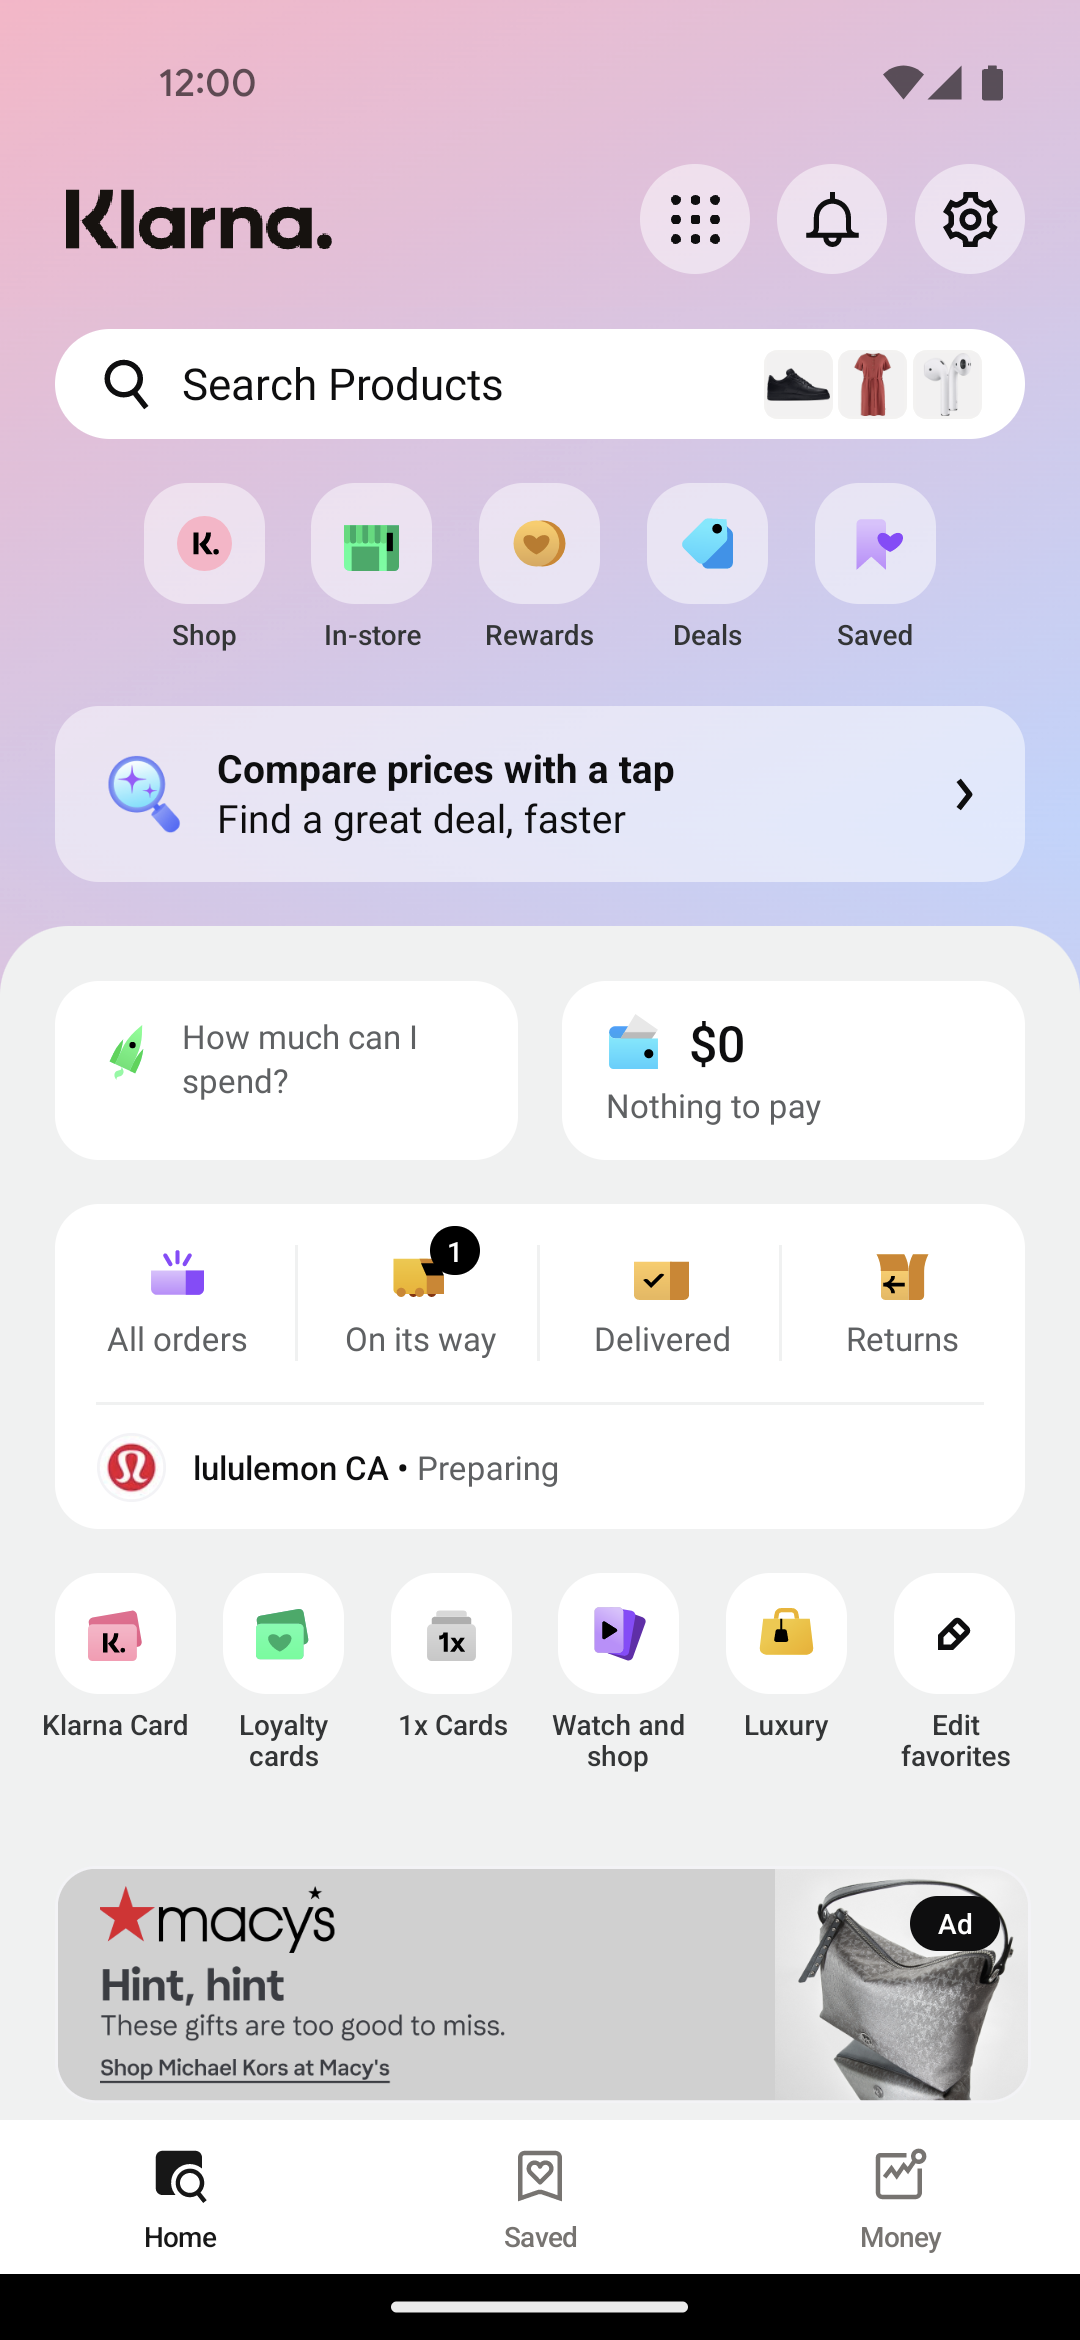 12:00
Klarna.
Search Products
K.
Shop
In-store
Rewards
Deals
Saved
Compare prices with a tap
Find a great deal, faster
How much can I
spend?
$0
Nothing to pay
1
All orders
On its way
Delivered
Returns
lululemon CA • Preparing
K.
1x
Klarna Card
Loyalty
cards
1x Cards
Watch and
shop
Luxury
Edit
favorites
macy's
Ad
Hint, hint
These gifts are too good to miss.
Shop Michael Kors at Macy's
Home
Saved
Money